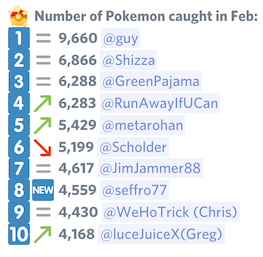 Number of Pokemon caught in Feb:
1 = 9,660 @guy
2 = 6,866 @Shizza
3 = 6,288 @GreenPajama
4 ↗ 6,283 @RunAwayIfUCan
5 ↗ 5,429 @metarohan
6 ↘ 5,199 @Scholder
7 = 4,617 @JimJammer88
8 NEW 4,559 @seffro77
9 = 4,430 @WeHoTrick (Chris)
10 ↗ 4,168 @luceJuiceX(Greg)